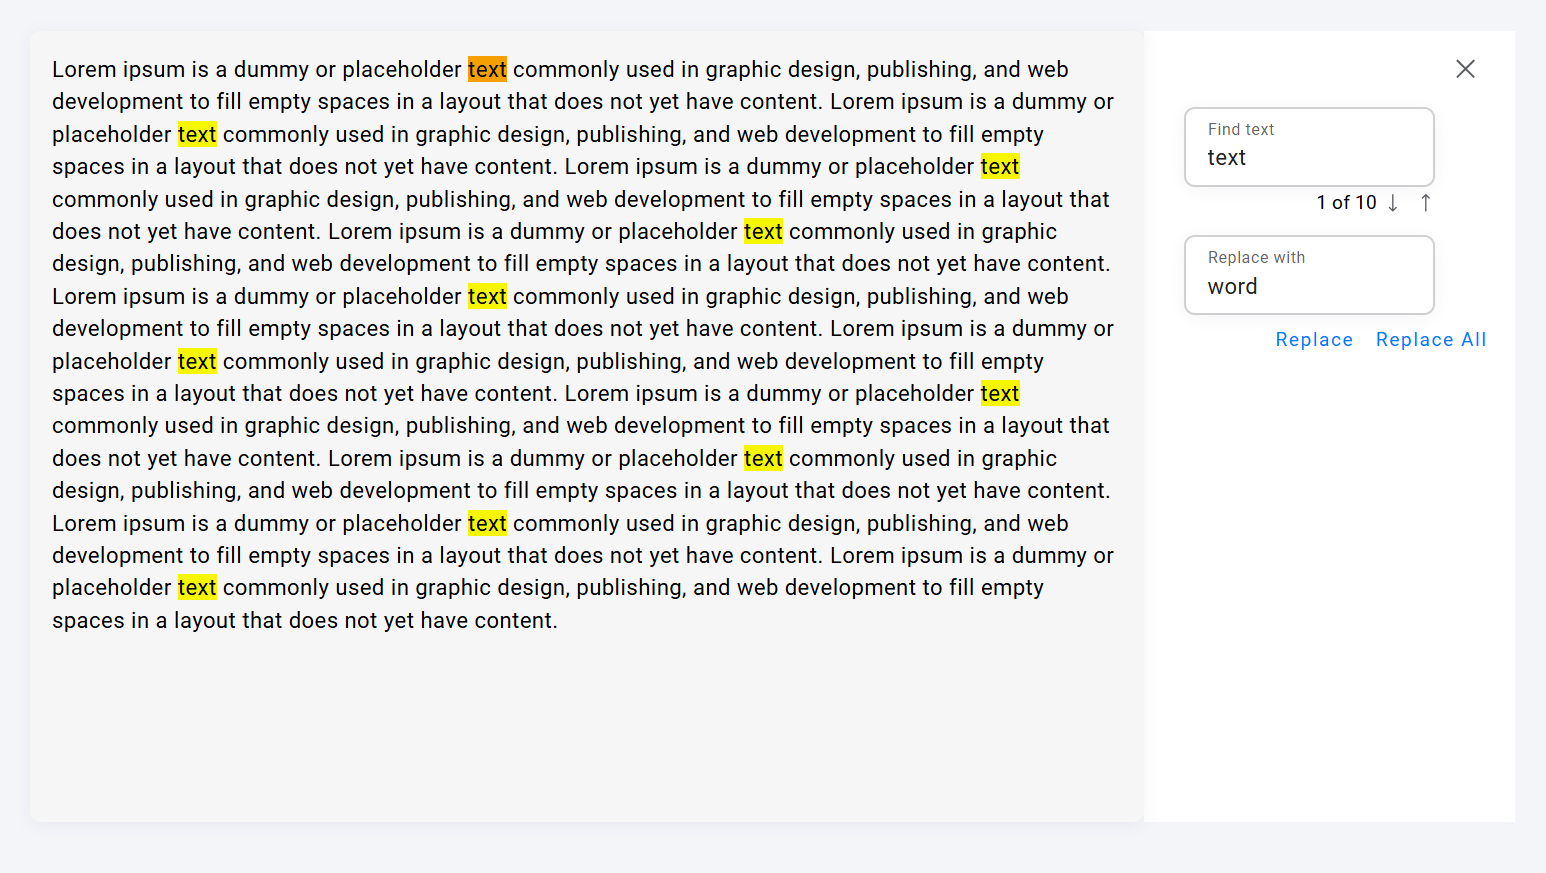 Lorem ipsum is a dummy or placeholder text commonly used in graphic design, publishing, and web
development to fill empty spaces in a layout that does not yet have content. Lorem ipsum is a dummy or
placeholder text commonly used in graphic design, publishing, and web development to fill empty
spaces in a layout that does not yet have content. Lorem ipsum is a dummy or placeholder text
commonly used in graphic design, publishing, and web development to fill empty spaces in a layout that
does not yet have content. Lorem ipsum is a dummy or placeholder text commonly used in graphic
design, publishing, and web development to fill empty spaces in a layout that does not yet have content.
Lorem ipsum is a dummy or placeholder text commonly used in graphic design, publishing, and web
development to fill empty spaces in a layout that does not yet have content. Lorem ipsum is a dummy or
placeholder text commonly used in graphic design, publishing, and web development to fill empty
spaces in a layout that does not yet have content. Lorem ipsum is a dummy or placeholder text
commonly used in graphic design, publishing, and web development to fill empty spaces in a layout that
does not yet have content. Lorem ipsum is a dummy or placeholder text commonly used in graphic
design, publishing, and web development to fill empty spaces in a layout that does not yet have content.
Lorem ipsum is a dummy or placeholder text commonly used in graphic design, publishing, and web
development to fill empty spaces in a layout that does not yet have content. Lorem ipsum is a dummy or
placeholder text commonly used in graphic design, publishing, and web development to fill empty
spaces in a layout that does not yet have content.
Find text
text
1 of 10 ↓ ↑
Replace with
word
Replace Replace All